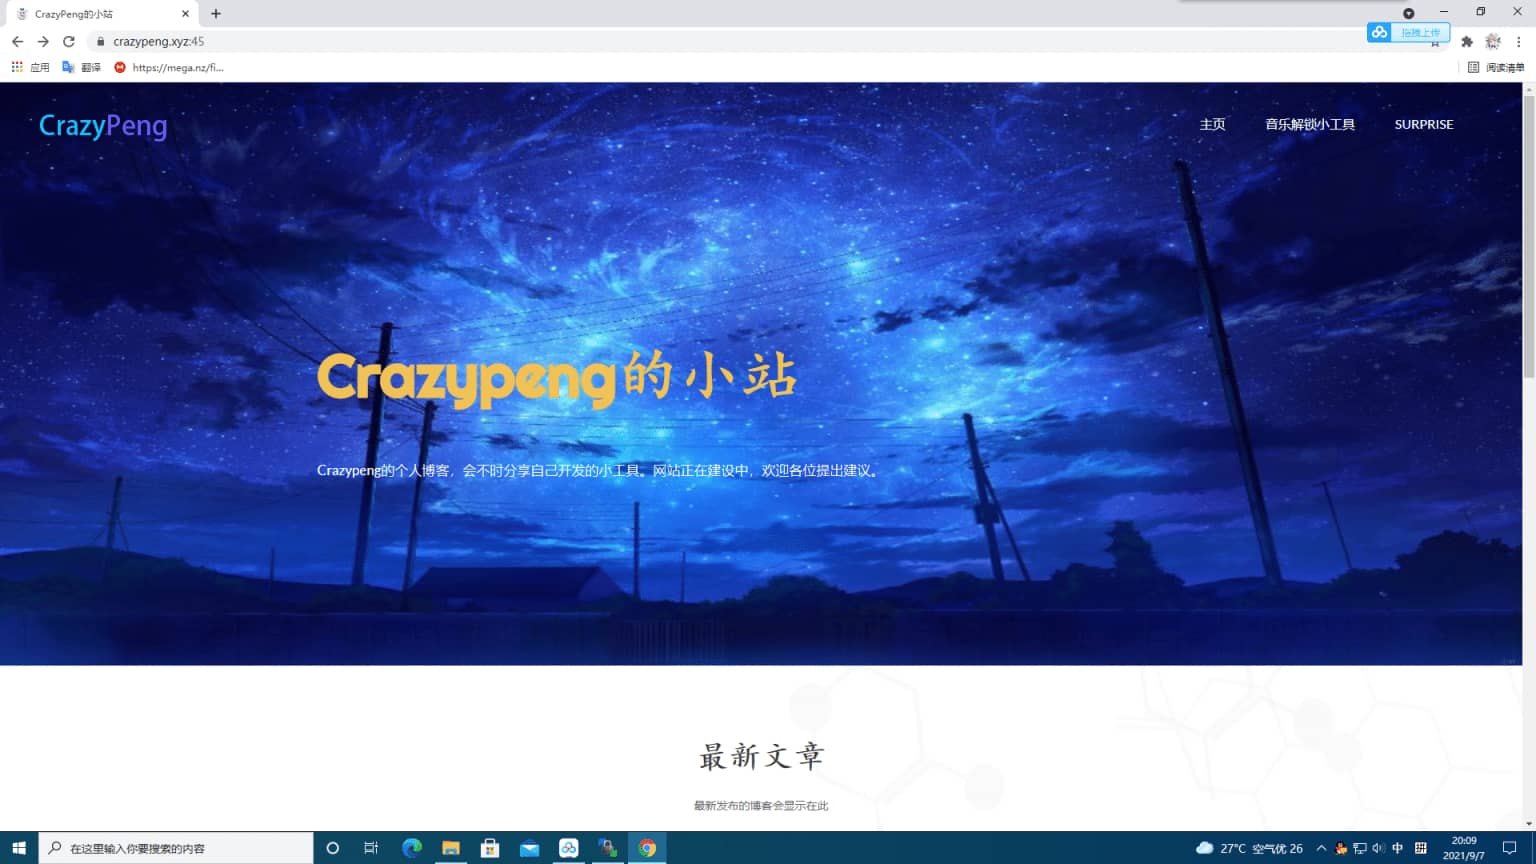 CrazyPeng的小站
crazypeng.xyz:45
拖拽上传
应用
翻译
https://mega.nz/fi...
阅读清单
CrazyPeng
主页
音乐解锁小工具
SURPRISE
Crazypeng的小站
Crazypeng的个人博客，会不时分享自己开发的小工具。网站正在建设中，欢迎各位提出建议。
最新文章
最新发布的博客会显示在此
在这里输入你要搜索的内容
27°C 空气优 26
中
拼
20:09
2021/9/7